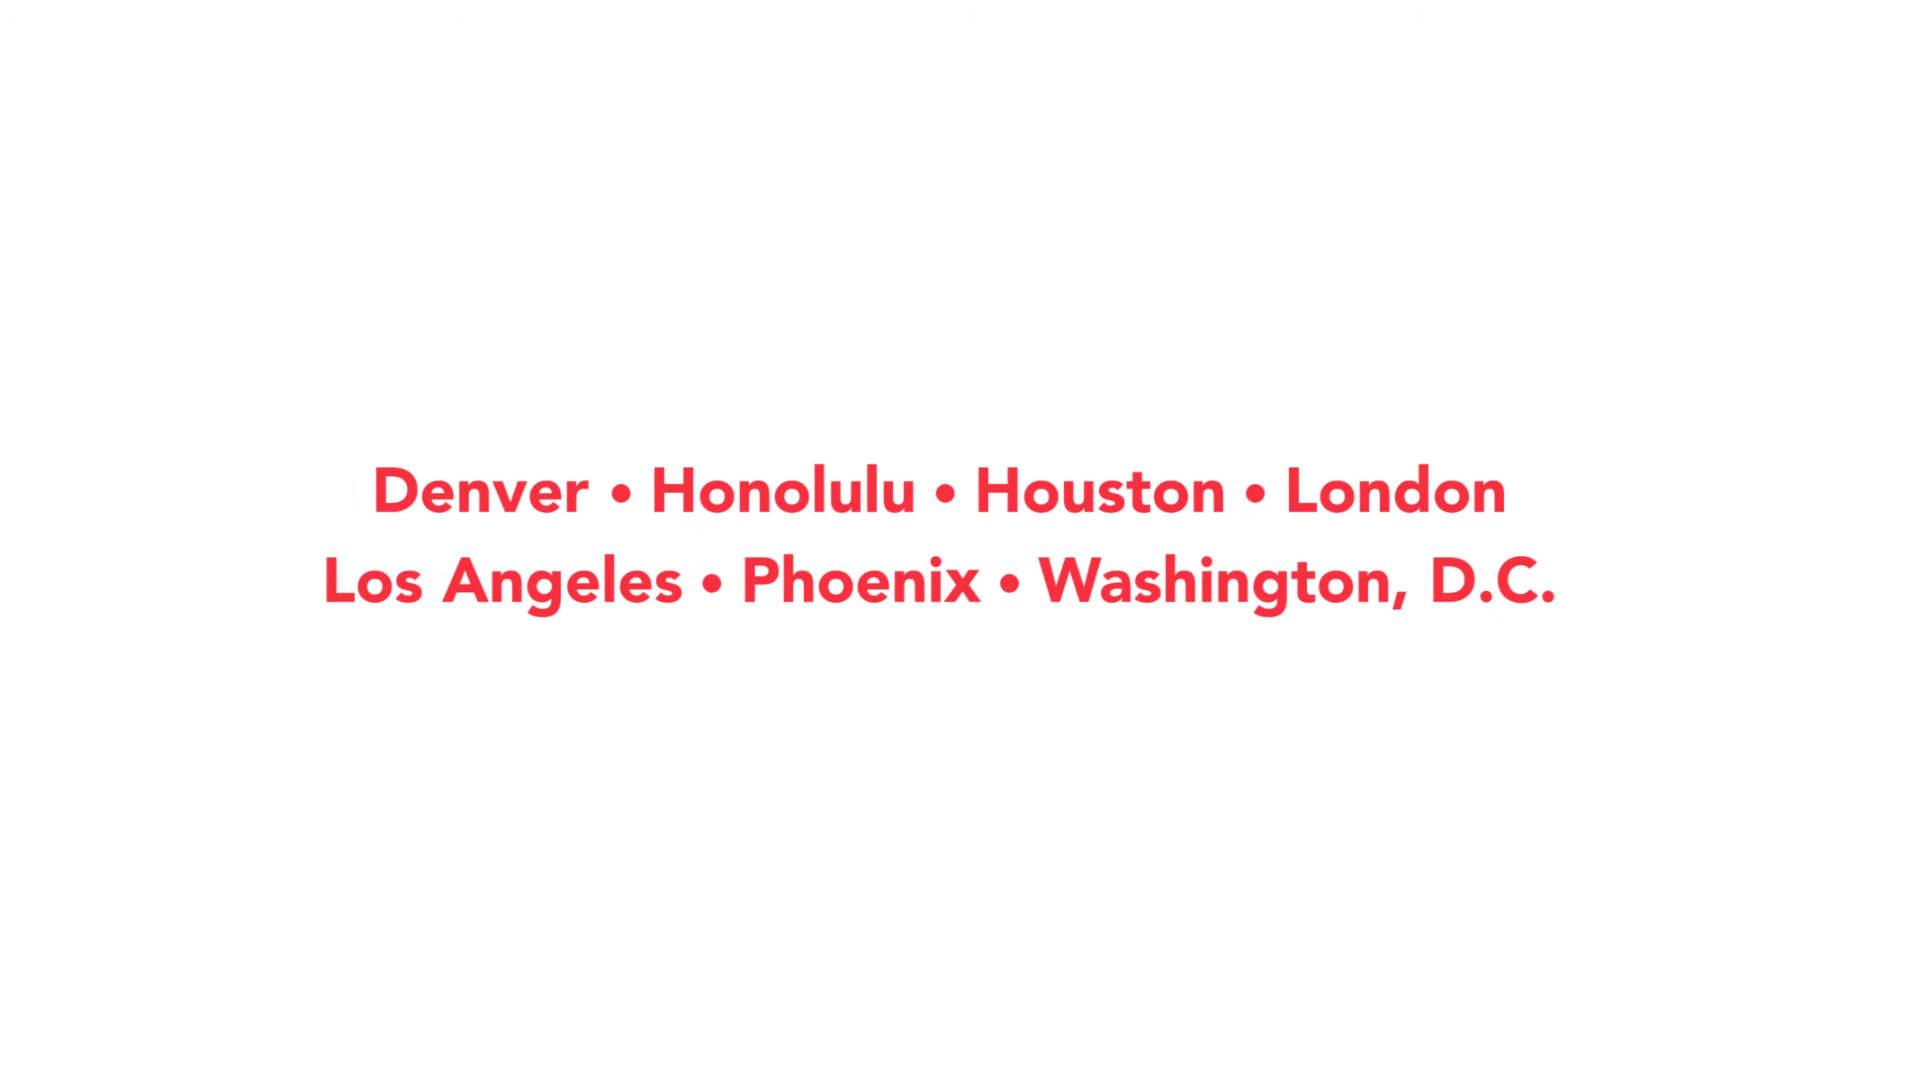 Denver • Honolulu • Houston • London
Los Angeles • Phoenix • Washington, D.C.